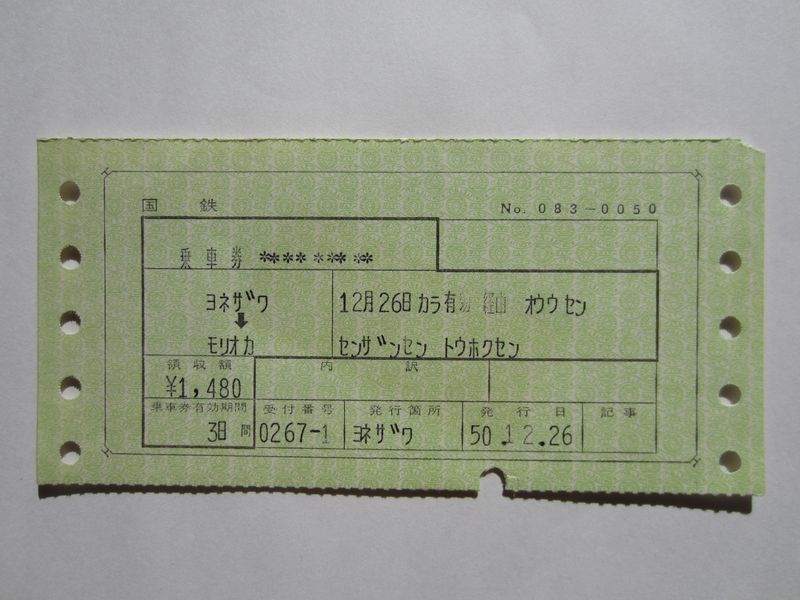 国 鉄
No. 083-0050
乗車券 ********
ヨネザワ
➡
モリオカ
12月26日カラ有効 経由 オウウセン
センザンセン トウホクセン
領収額
¥1,480
内 訳
乗車券有効期間
3日間
受付番号
0267-1
発行箇所
ヨネザワ
発行日
50.12.26
記事